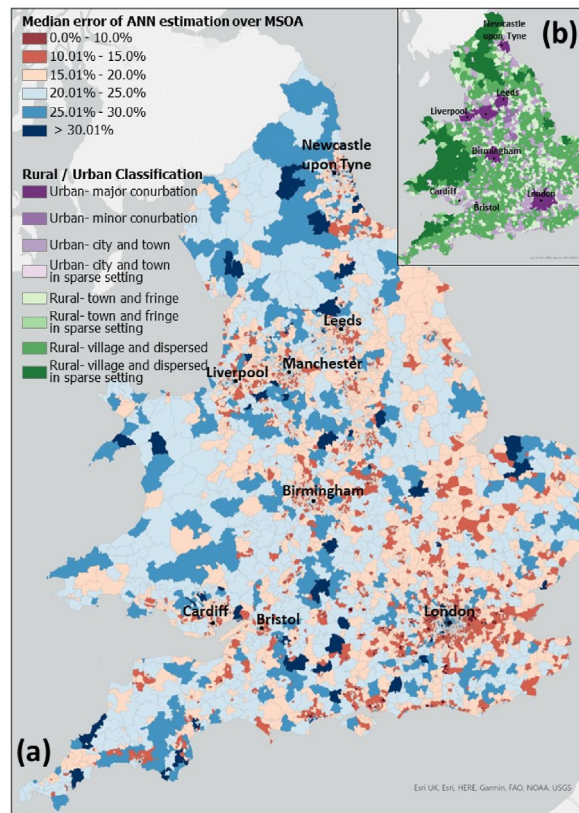 Median error of ANN estimation over MSOA
0.0% - 10.0%
10.01% - 15.0%
15.01% - 20.0%
20.01% - 25.0%
25.01% - 30.0%
> 30.01%
Rural / Urban Classification
Urban- major conurbation
Urban- minor conurbation
Urban- city and town
Urban- city and town
in sparse setting
Rural- town and fringe
Rural- town and fringe
in sparse setting
Rural- village and dispersed
Rural- village and dispersed
in sparse setting
Newcastle
upon Tyne
Leeds
Manchester
Liverpool
Birmingham
Cardiff
Bristol
London
(a)
Esri UK, Esri, HERE, Garmin, FAO, NOAA, USGS
(b)
Newcastle
upon Tyne
Leeds
Liverpool
Birmingham
Cardiff
Bristol
London